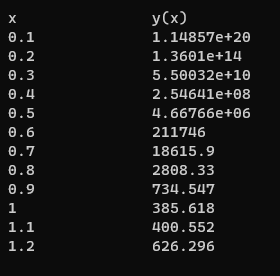 x y(x)
0.1 1.14857e+20
0.2 1.3601e+14
0.3 5.50032e+10
0.4 2.54641e+08
0.5 4.66766e+06
0.6 211746
0.7 18615.9
0.8 2808.33
0.9 734.547
1 385.618
1.1 400.552
1.2 626.296